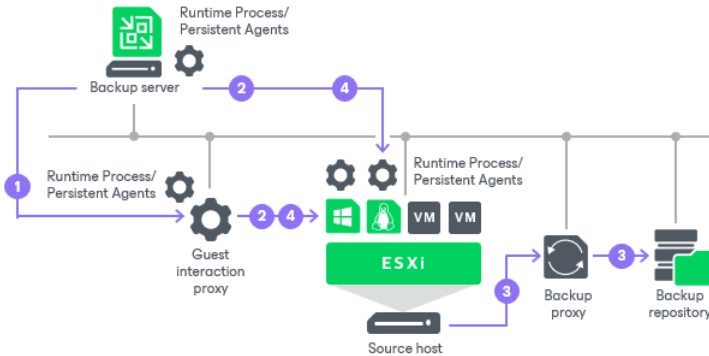 Runtime Process/
Persistent Agents
Backup server
2
4
1
Runtime Process/
Persistent Agents
Runtime Process/
Persistent Agents
2
4
VM
VM
Guest
interaction
proxy
ESXi
3
3
Backup
proxy
Backup
repository
Source host